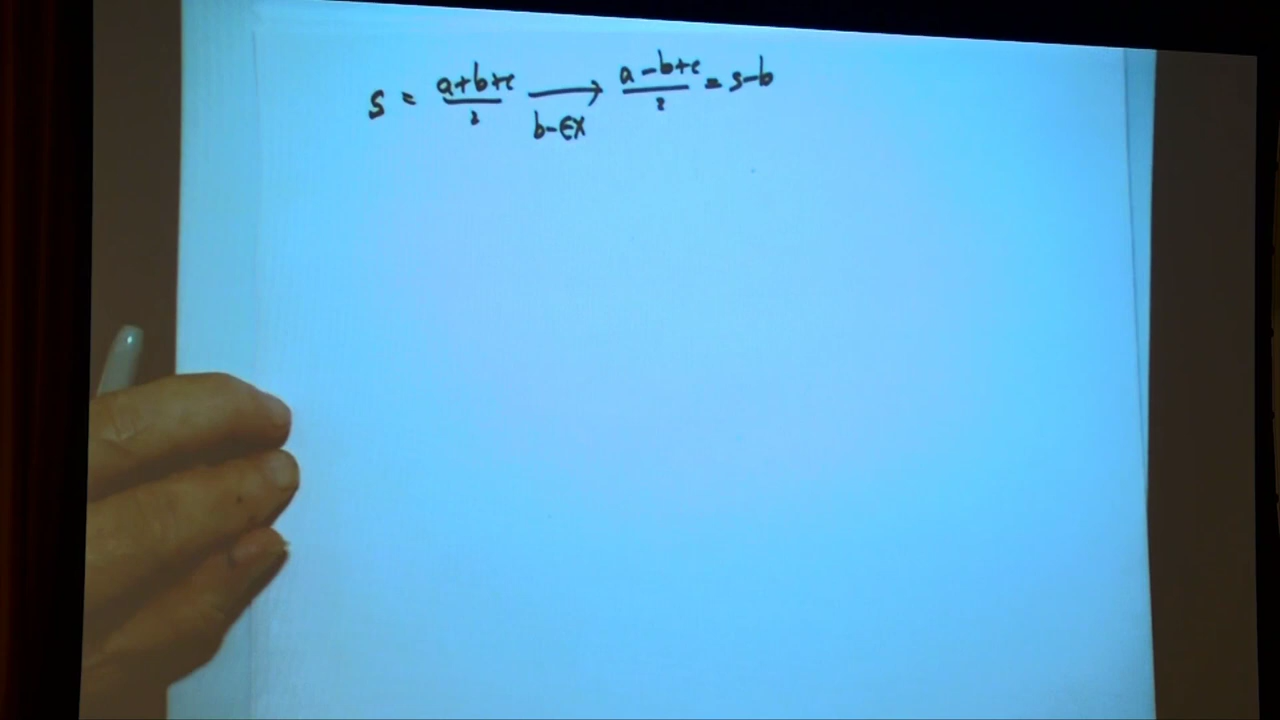 s = a+b+c/2 → b-EX a-b+c/2 = s-b